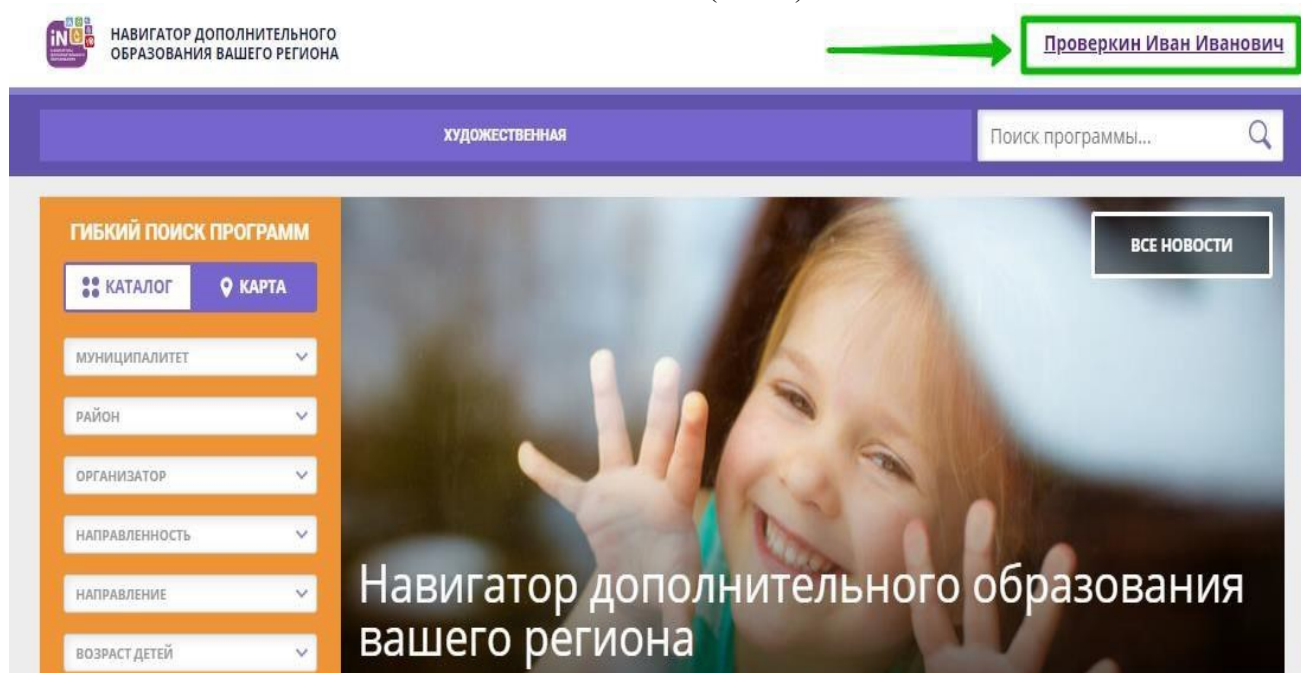 НАВИГАТОР ДОПОЛНИТЕЛЬНОГО
ОБРАЗОВАНИЯ ВАШЕГО РЕГИОНА
Проверкин Иван Иванович
ХУДОЖЕСТВЕННАЯ
Поиск программы...
ГИБКИЙ ПОИСК ПРОГРАММ
КАТАЛОГ
КАРТА
МУНИЦИПАЛИТЕТ
РАЙОН
ОРГАНИЗАТОР
НАПРАВЛЕННОСТЬ
НАПРАВЛЕНИЕ
ВОЗРАСТ ДЕТЕЙ
ВСЕ НОВОСТИ
Навигатор дополнительного образования
вашего региона